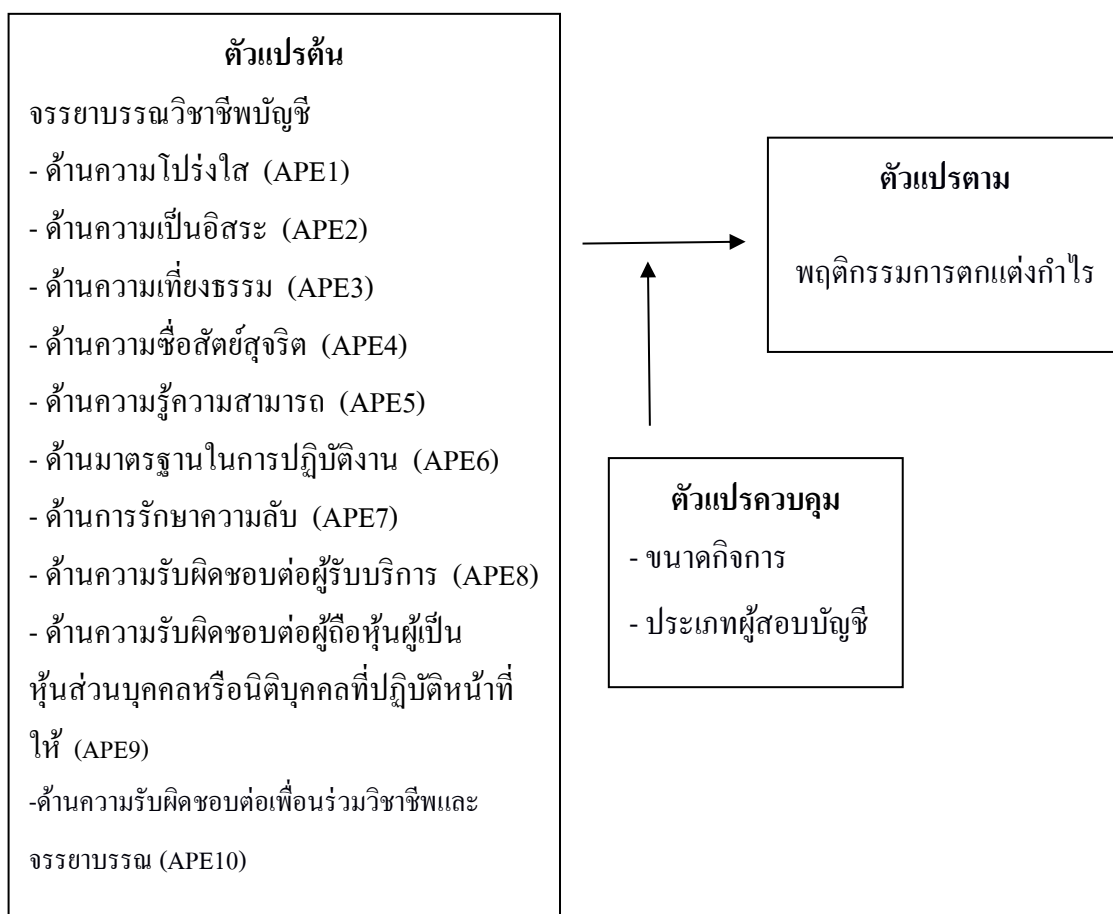 ตัวแปรต้น
จรรยาบรรณวิชาชีพบัญชี
- ด้านความโปร่งใส (APE1)
- ด้านความเป็นอิสระ (APE2)
- ด้านความเที่ยงธรรม (APE3)
- ด้านความซื่อสัตย์สุจริต (APE4)
- ด้านความรู้ความสามารถ (APE5)
- ด้านมาตรฐานในการปฏิบัติงาน (APE6)
- ด้านการรักษาความลับ (APE7)
- ด้านความรับผิดชอบต่อผู้รับบริการ (APE8)
- ด้านความรับผิดชอบต่อผู้ถือหุ้นผู้เป็น
หุ้นส่วนบุคคลหรือนิติบุคคลที่ปฏิบัติหน้าที่
ให้ (APE9)
-ด้านความรับผิดชอบต่อเพื่อนร่วมวิชาชีพและ
จรรยาบรรณ (APE10)
ตัวแปรตาม
พฤติกรรมการตกแต่งกำไร
ตัวแปรควบคุม
- ขนาดกิจการ
- ประเภทผู้สอบบัญชี